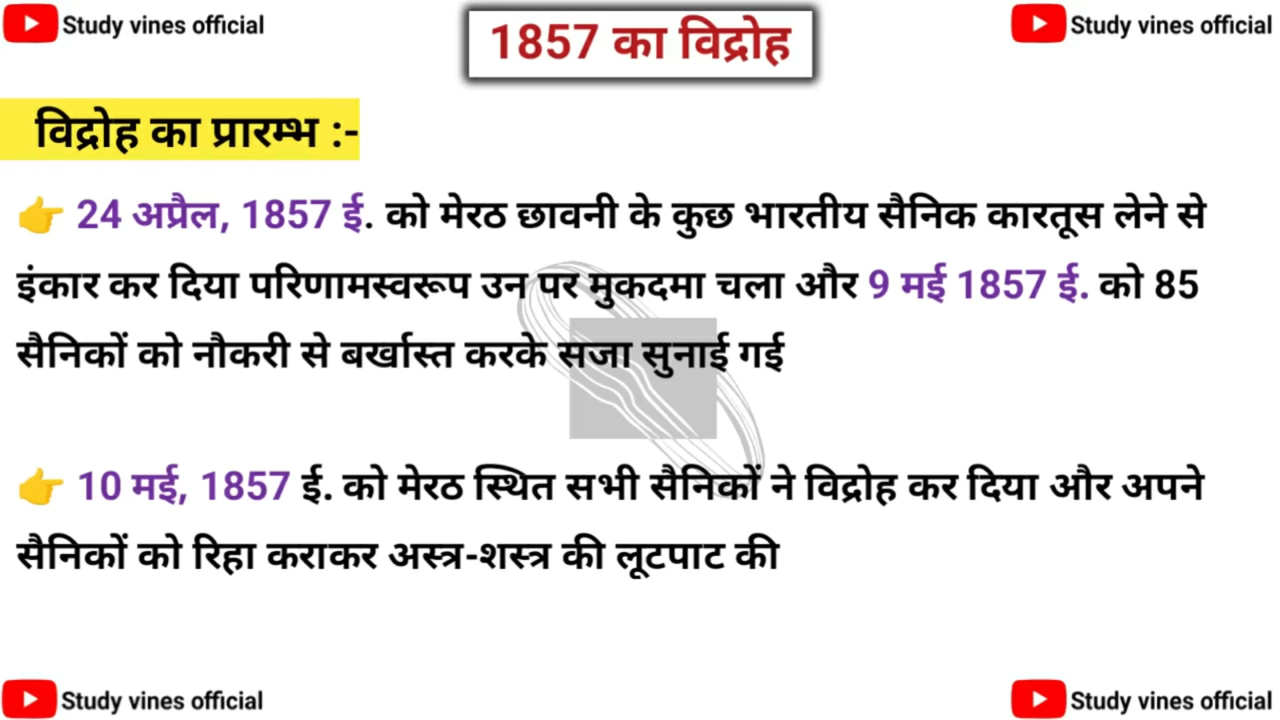 Study vines official
1857 का विद्रोह
Study vines official
विद्रोह का प्रारम्भ :-
👉 24 अप्रैल, 1857 ई. को मेरठ छावनी के कुछ भारतीय सैनिक कारतूस लेने से
इंकार कर दिया परिणामस्वरूप उन पर मुकदमा चला और 9 मई 1857 ई. को 85
सैनिकों को नौकरी से बर्खास्त करके सजा सुनाई गई
👉 10 मई, 1857 ई. को मेरठ स्थित सभी सैनिकों ने विद्रोह कर दिया और अपने
सैनिकों को रिहा कराकर अस्त्र-शस्त्र की लूटपाट की
Study vines official
Study vines official